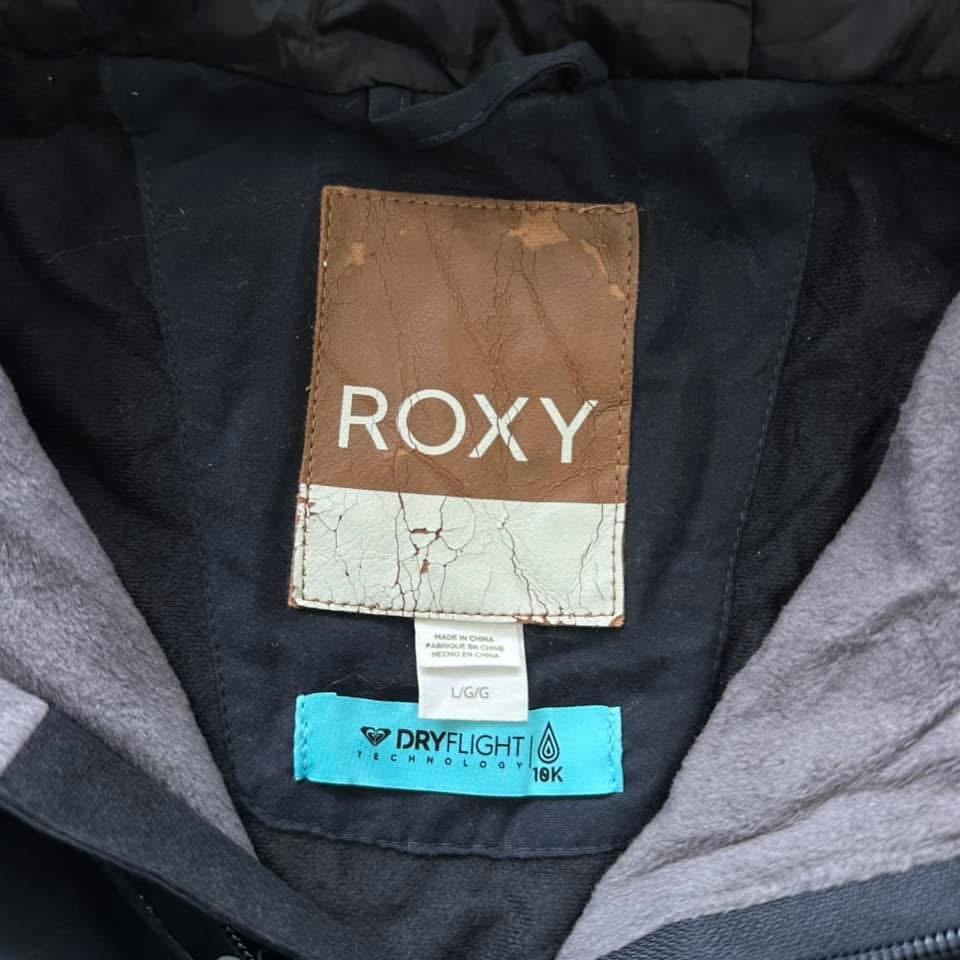 ROXY
MADE IN CHINA
FABRIQUE EN CHINE
HECHO EN CHINA
L/G/G
DRYFLIGHT
TECHNOLOGY
10K